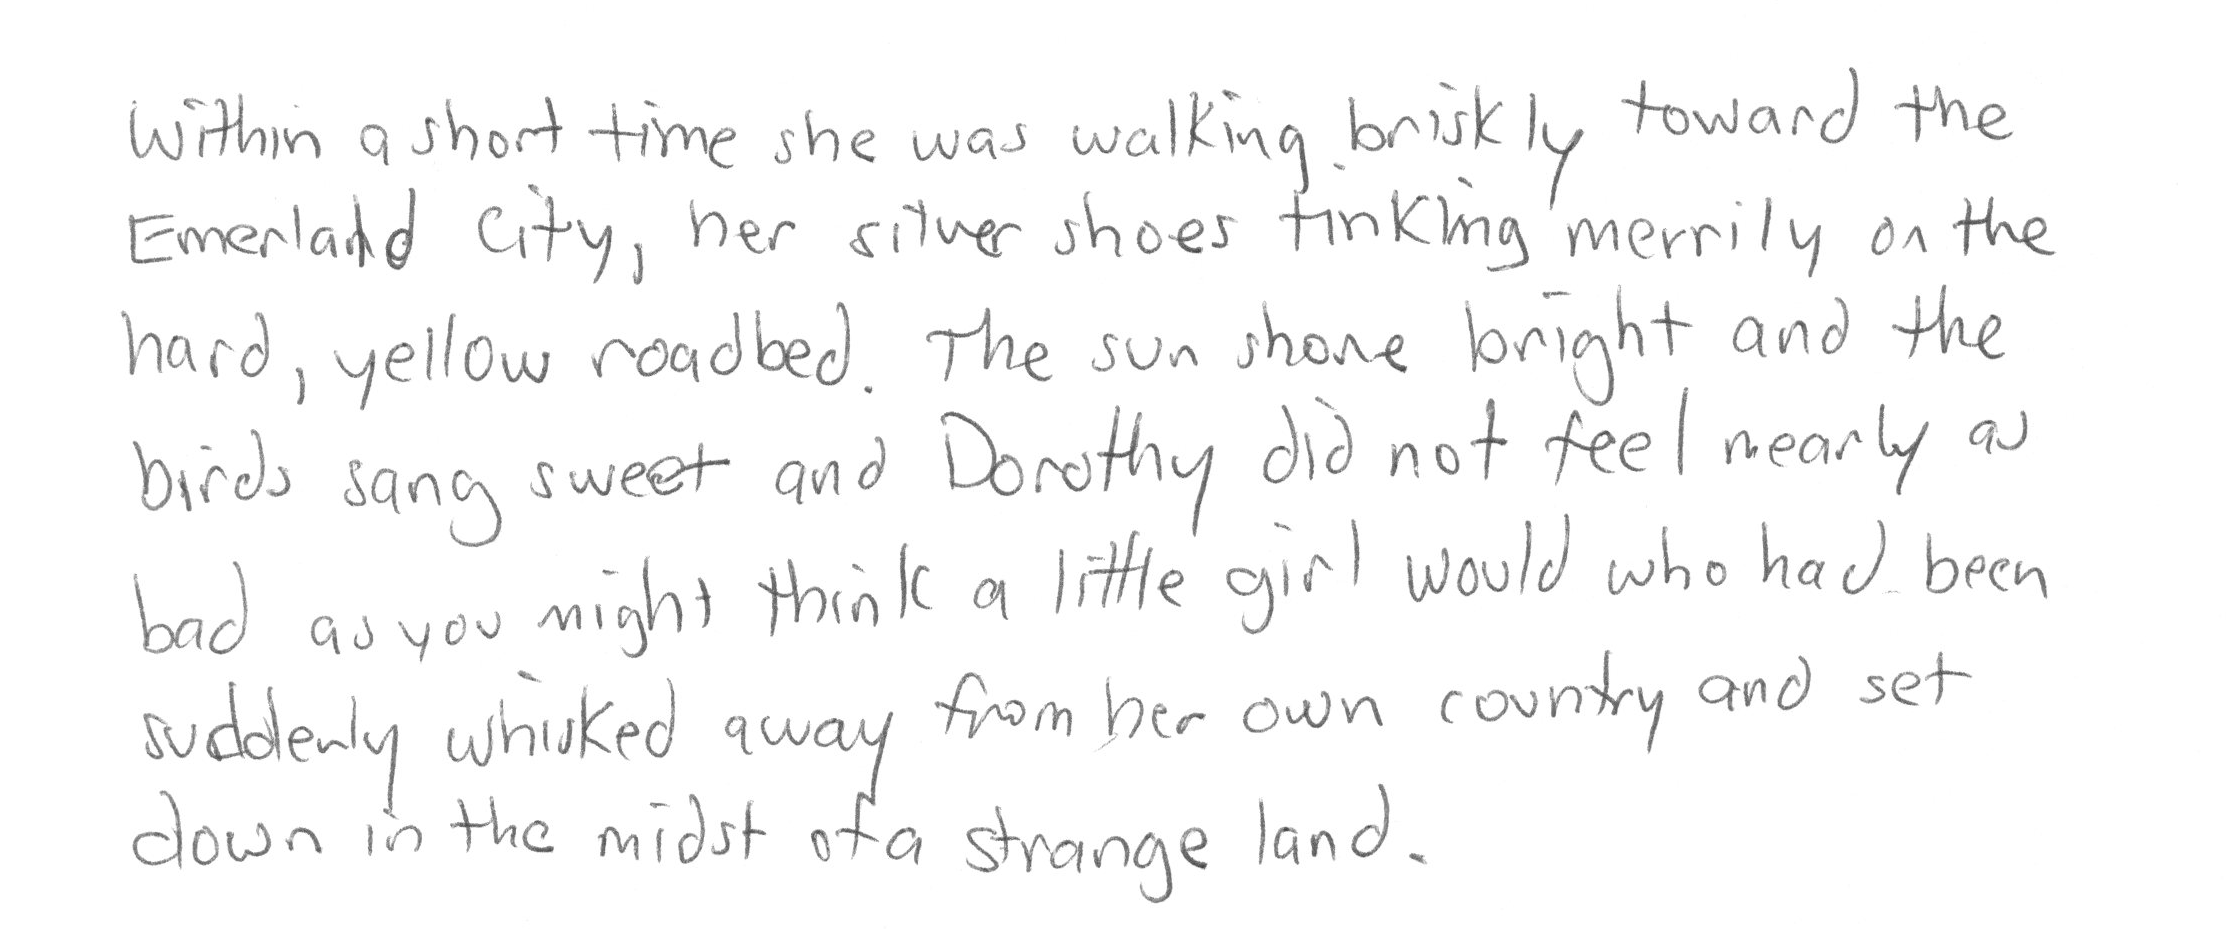 Within a short time she was walking briskly toward the
Emerlahd City, her silver shoes tinkling merrily on the
hard, yellow roadbed. The sun shone bright and the
birds sang sweet and Dorothy did not feel nearly as
bad as you might think a little girl would who had been
suddenly whisked away from her own country and set
down in the midst of a strange land.